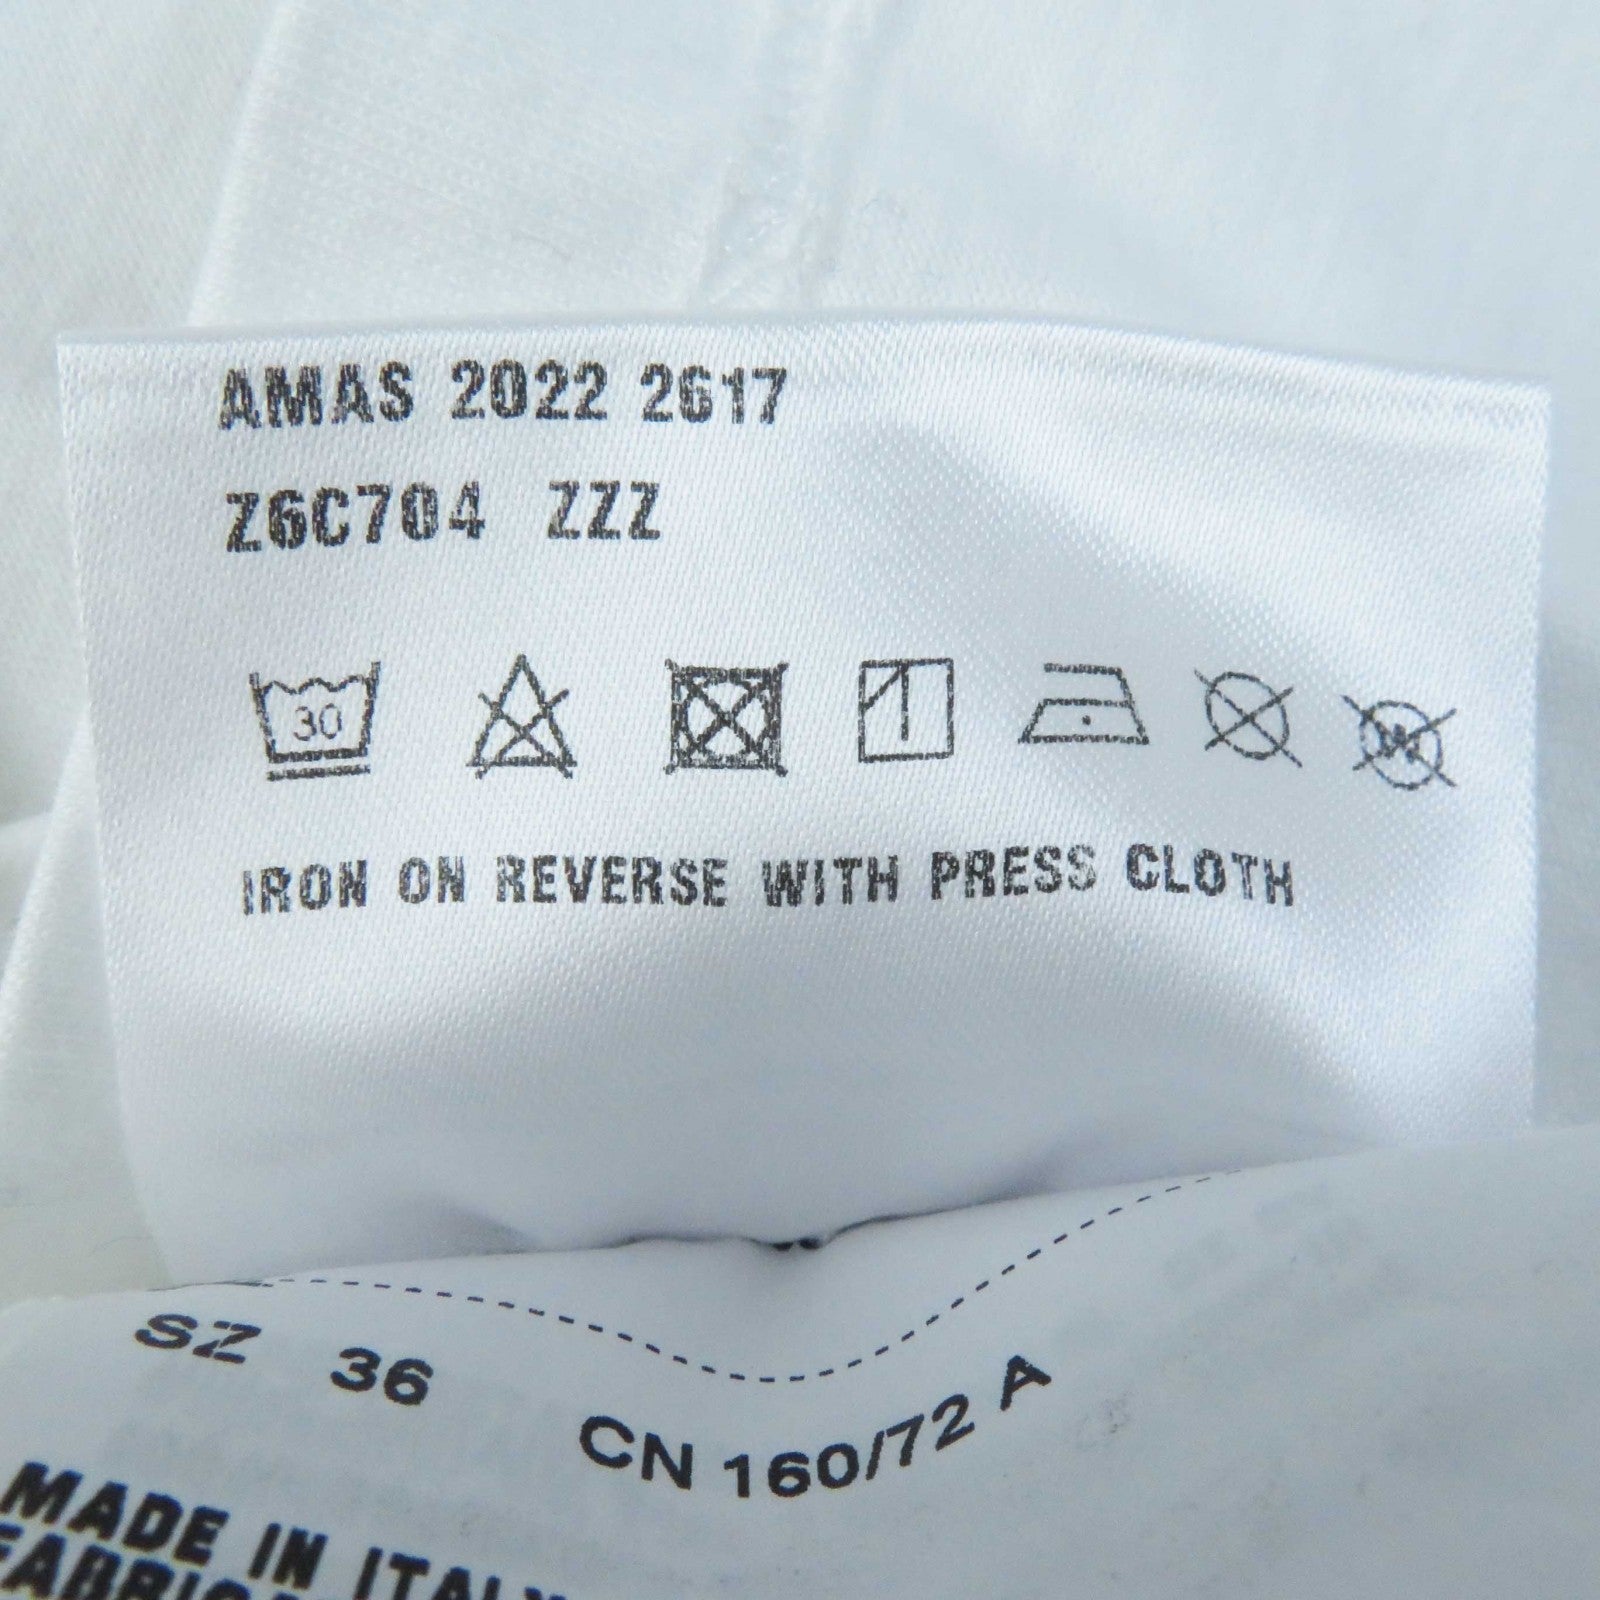 AMAS 2022 2617
Z6C704 ZZZ
30
IRON ON REVERSE WITH PRESS CLOTH
SZ 36 CN 160/72 A
MADE IN ITALY